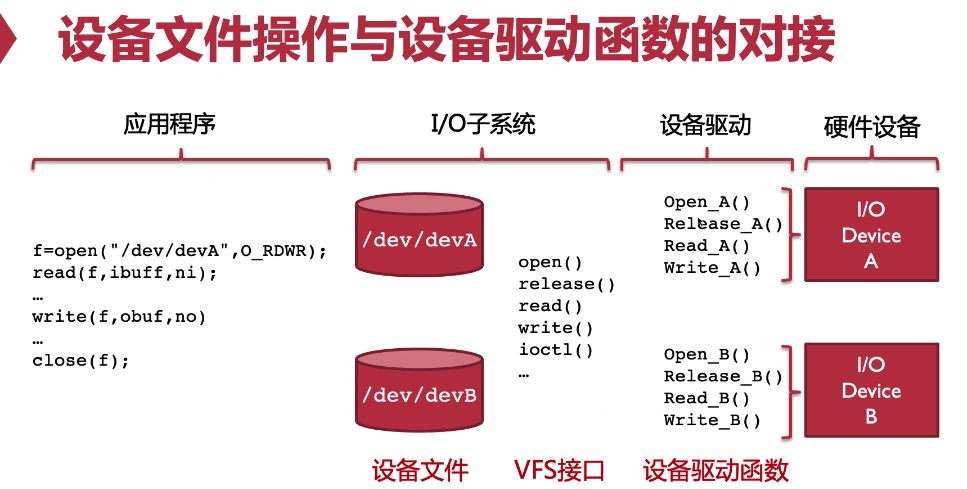 设备文件操作与设备驱动函数的对接
应用程序
I/O子系统
设备驱动
硬件设备
f=open("/dev/devA",O_RDWR);
read(f,ibuff,ni);
…
write(f,obuf,no)
…
close(f);
/dev/devA
/dev/devB
设备文件
open()
release()
read()
write()
ioctl()
…
VFS接口
Open_A()
Release_A()
Read_A()
Write_A()
Open_B()
Release_B()
Read_B()
Write_B()
设备驱动函数
I/O
Device
A
I/O
Device
B